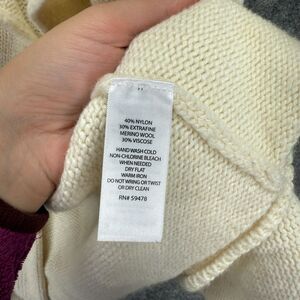 40% NYLON
30% EXTRAFINE
MERINO WOOL
30% VISCOSE
HAND WASH COLD
NON-CHLORINE BLEACH
WHEN NEEDED
DRY FLAT
WARM IRON
DO NOT WRING OR TWIST
OR DRY CLEAN
RN# 59478